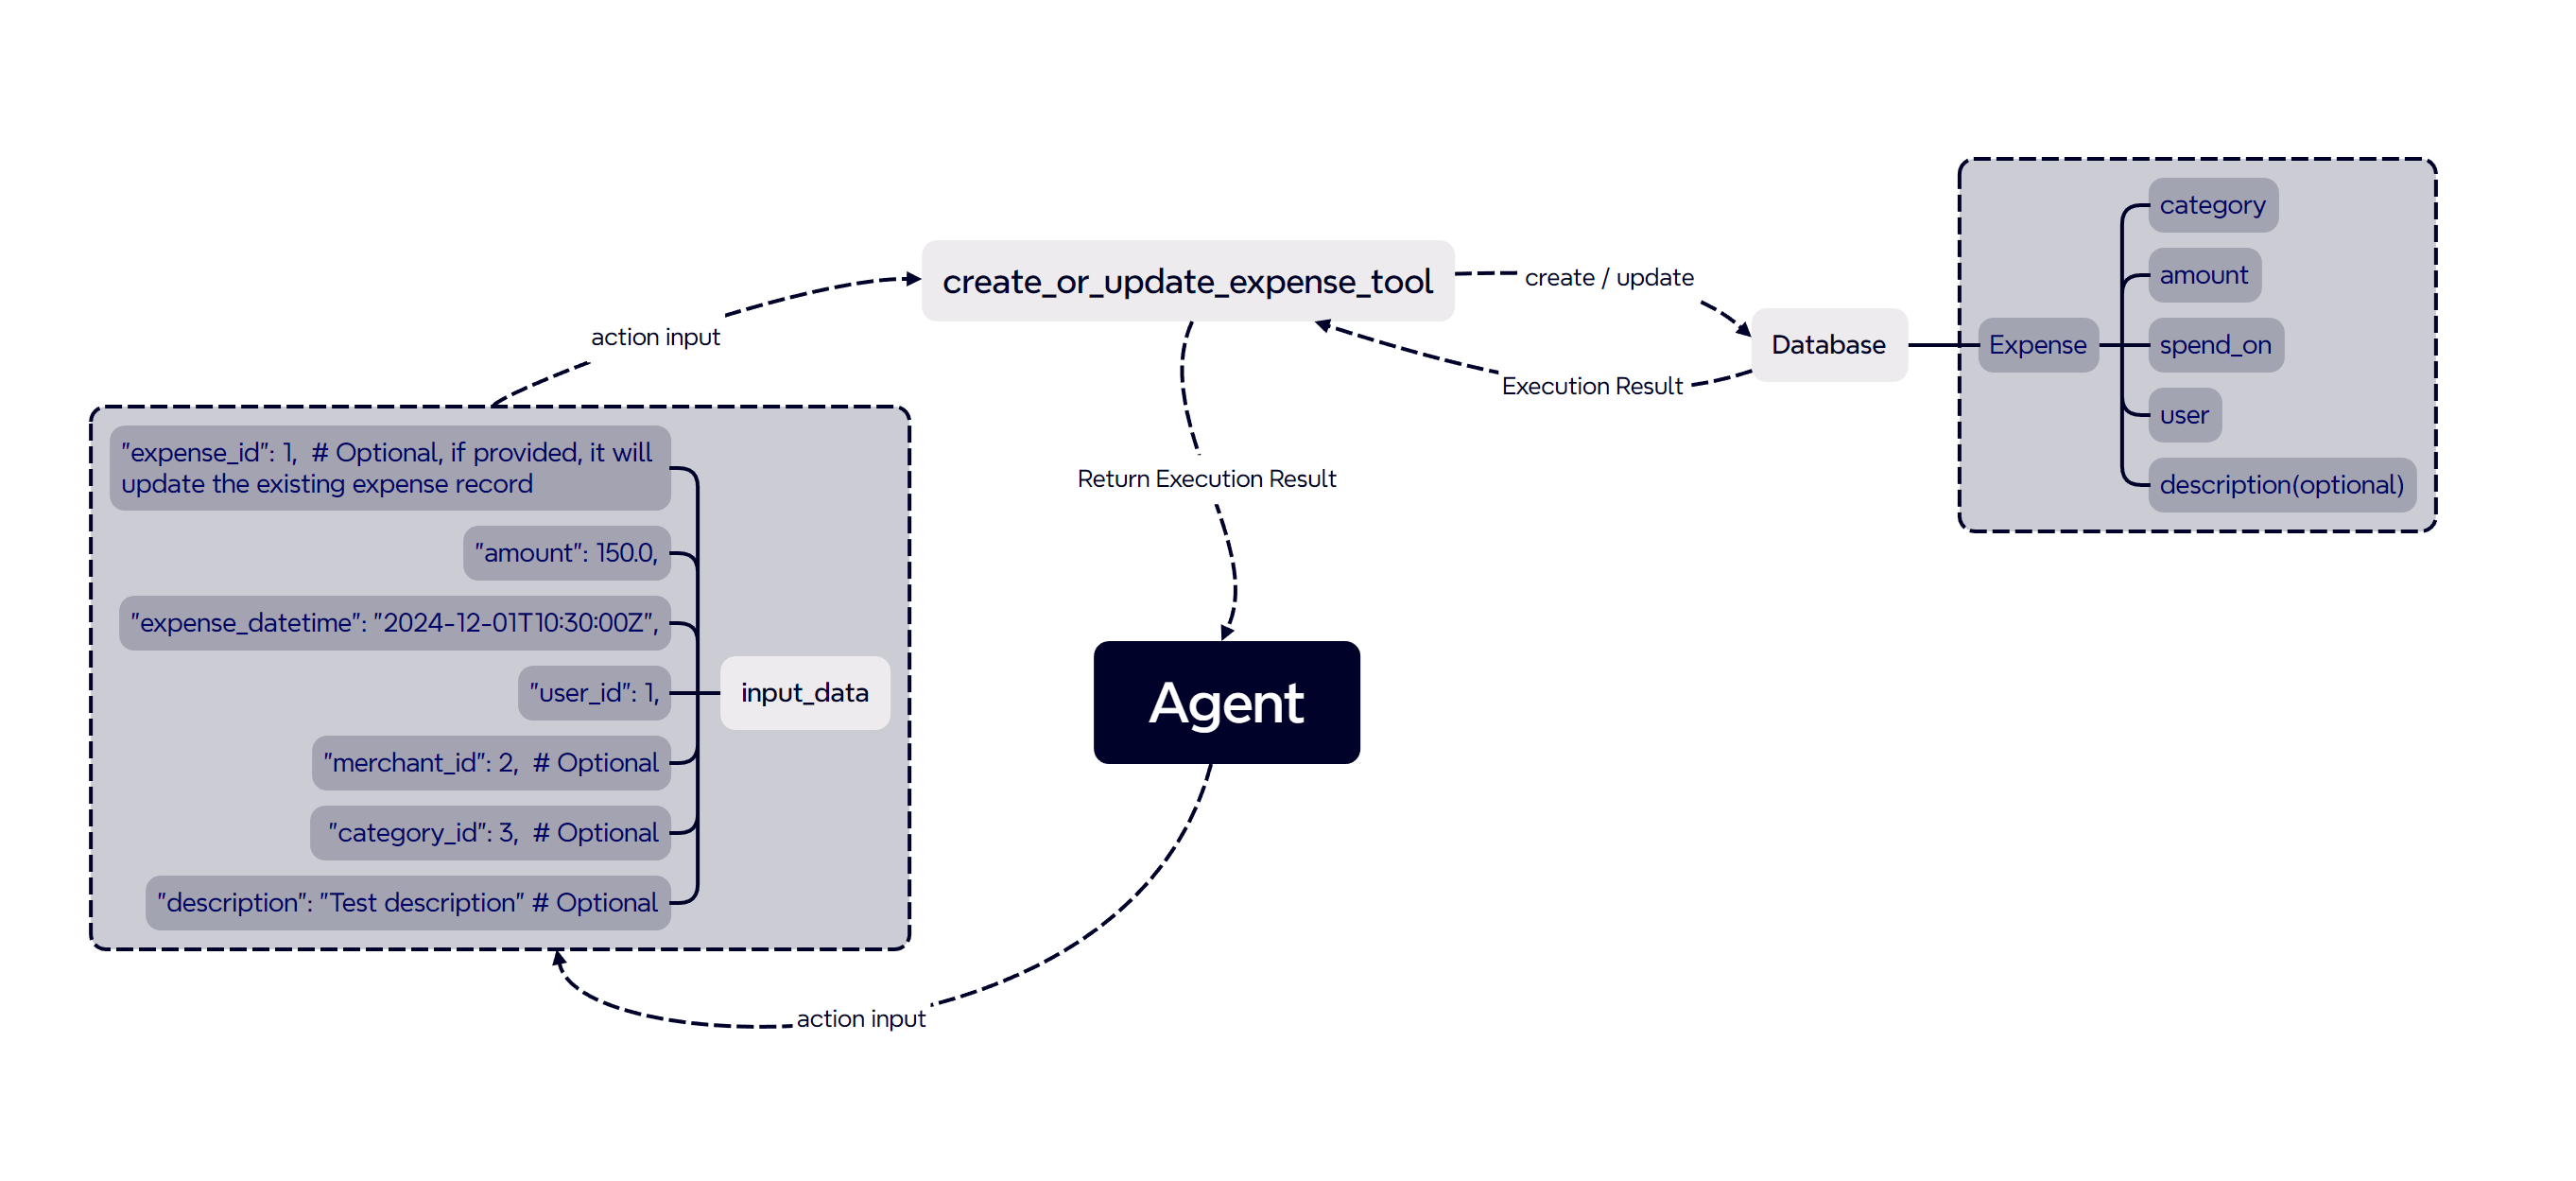 create_or_update_expense_tool
create / update
action input
Execution Result
Database
Expense
category
amount
spend_on
user
description(optional)
"expense_id": 1,  # Optional, if provided, it will
update the existing expense record
"amount": 150.0,
"expense_datetime": "2024-12-01T10:30:00Z",
"user_id": 1,
"merchant_id": 2,  # Optional
"category_id": 3,  # Optional
"description": "Test description" # Optional
input_data
Return Execution Result
Agent
action input